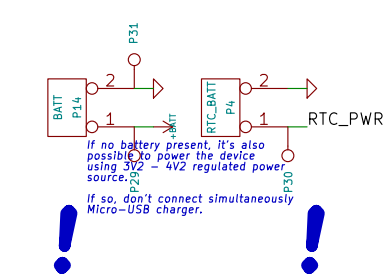 P31
2
2
BATT
P14
RTC_BATT
P4
1
+BATT
1
RTC_PWR
If no battery present, it's also
possible to power the device
using 3V2 - 4V2 regulated power
source.
P29
P30
If so, don't connect simultaneously
Micro-USB charger.
!
!